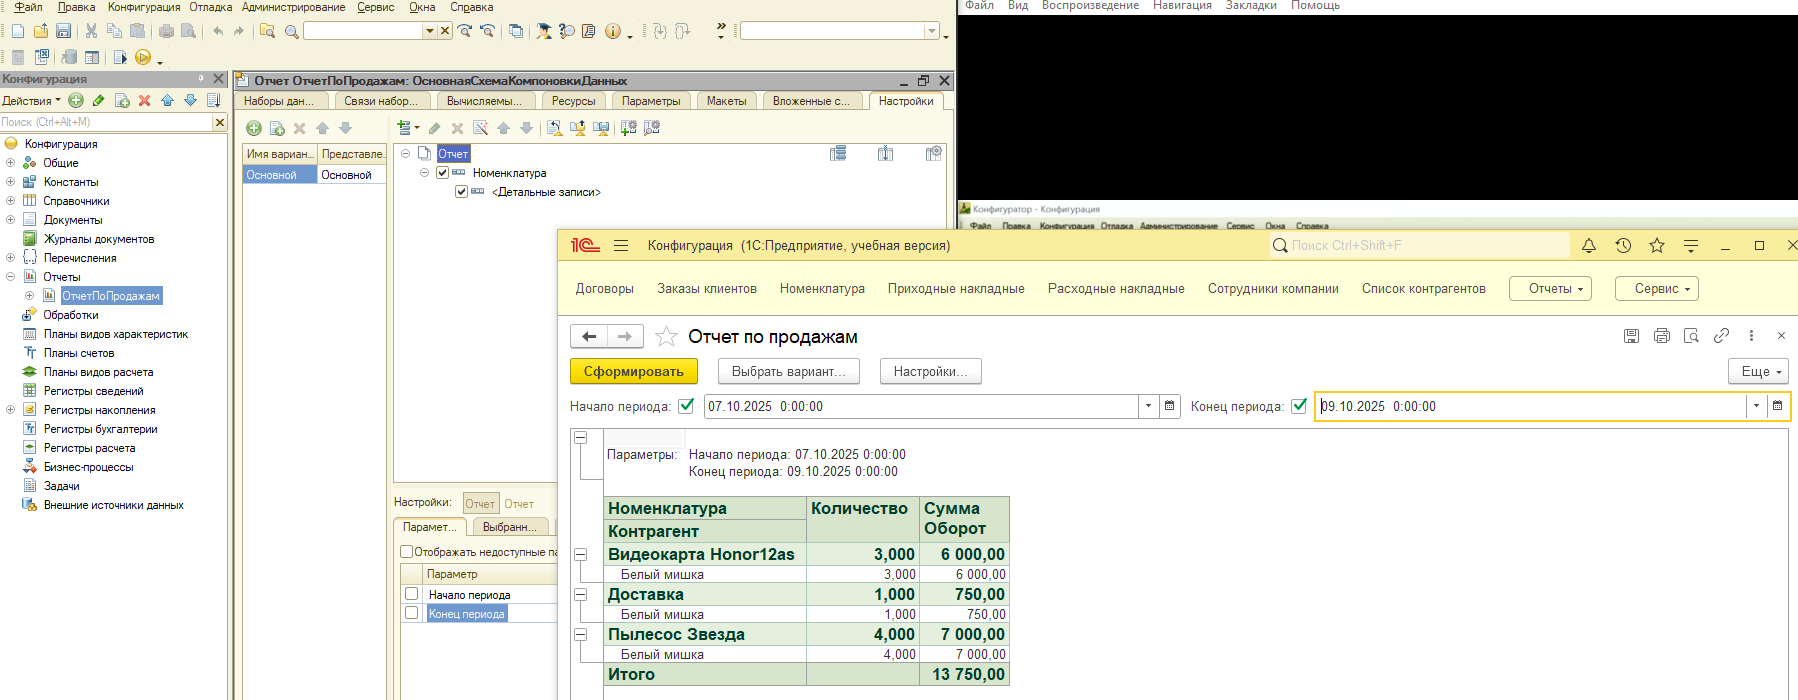 Файл Правка Конфигурация Отладка Администрирование Сервис Окна Справка
Файл Вид Воспроизведение Навигация Закладки Помощь
Конфигурация
Действия
Поиск (Ctrl+Alt+M)
Конфигурация
Общие
Константы
Справочники
Документы
Журналы документов
Перечисления
Отчеты
ОтчетПоПродажам
Обработки
Планы видов характеристик
Планы счетов
Планы видов расчета
Регистры сведений
Регистры накопления
Регистры бухгалтерии
Регистры расчета
Бизнес-процессы
Задачи
Внешние источники данных
Отчет ОтчетПоПродажам: ОсновнаяСхемаКомпоновкиДанных
Наборы дан... Связи набор... Вычисляемы... Ресурсы Параметры Макеты Вложенные с... Настройки
Имя вариан... Представле...
Основной Основной
Отчет
Номенклатура
<Детальные записи>
Настройки: Отчет Отчет
Парамет... Выбранн...
Отображать недоступные па
Параметр
Начало периода
Конец периода
Конфигуратор - Конфигурация
Файл Правка Конфигурация Отладка Администрирование Сервис Окна Справка
1С Конфигурация (1С:Предприятие, учебная версия) Поиск Ctrl+Shift+F
Договоры Заказы клиентов Номенклатура Приходные накладные Расходные накладные Сотрудники компании Список контрагентов Отчеты Сервис
Отчет по продажам
Сформировать Выбрать вариант... Настройки... Еще
Начало периода: 07.10.2025 0:00:00 Конец периода: 09.10.2025 0:00:00
Параметры: Начало периода: 07.10.2025 0:00:00
Конец периода: 09.10.2025 0:00:00
Номенклатура Количество Сумма
Контрагент Оборот
Видеокарта Honor12as 3,000 6 000,00
Белый мишка 3,000 6 000,00
Доставка 1,000 750,00
Белый мишка 1,000 750,00
Пылесос Звезда 4,000 7 000,00
Белый мишка 4,000 7 000,00
Итого 13 750,00